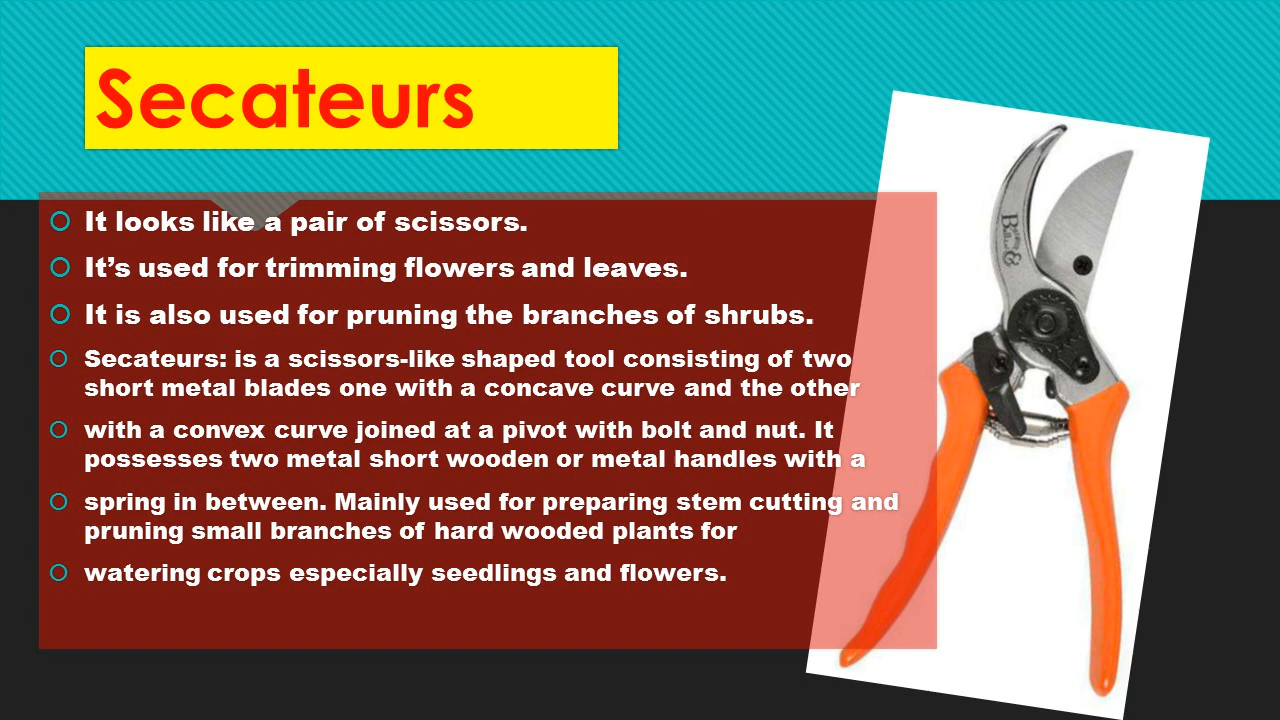 Secateurs
It looks like a pair of scissors.
It’s used for trimming flowers and leaves.
It is also used for pruning the branches of shrubs.
Secateurs: is a scissors-like shaped tool consisting of two
short metal blades one with a concave curve and the other
with a convex curve joined at a pivot with bolt and nut. It
possesses two metal short wooden or metal handles with a
spring in between. Mainly used for preparing stem cutting and
pruning small branches of hard wooded plants for
watering crops especially seedlings and flowers.